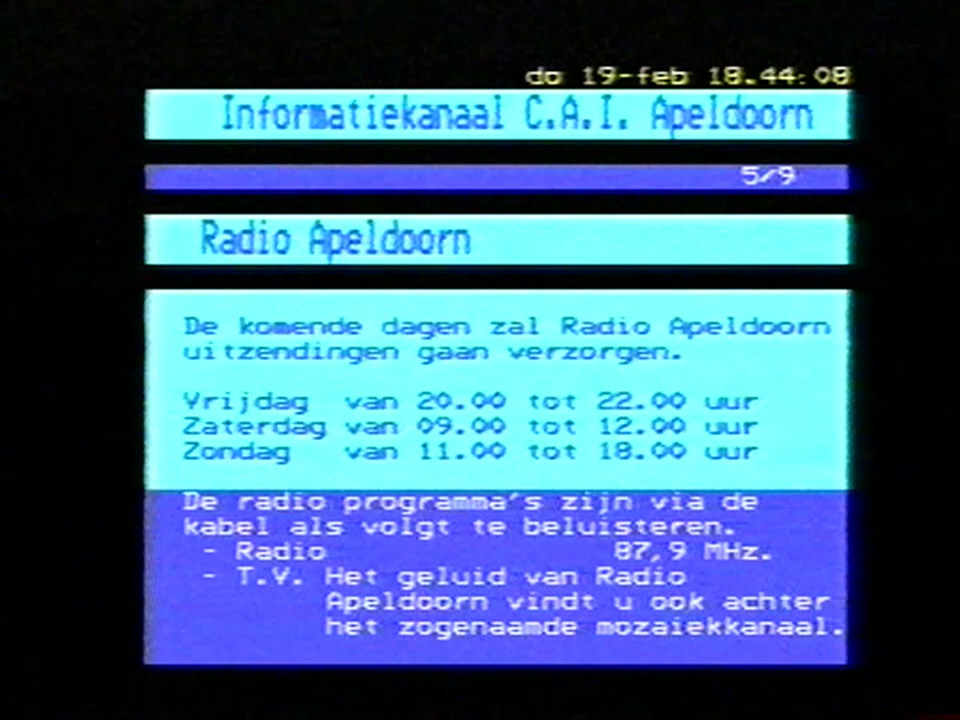 do 19-feb 18.44:08
Informatiekanaal C.A.I. Apeldoorn
5/9
Radio Apeldoorn
De komende dagen zal Radio Apeldoorn
uitzendingen gaan verzorgen.
Vrijdag van 20.00 tot 22.00 uur
Zaterdag van 09.00 tot 12.00 uur
Zondag van 11.00 tot 18.00 uur
De radio programma's zijn via de
kabel als volgt te beluisteren.
- Radio 87,9 MHz.
- T.V. Het geluid van Radio
Apeldoorn vindt u ook achter
het zogenaamde mozaiekkanaal.